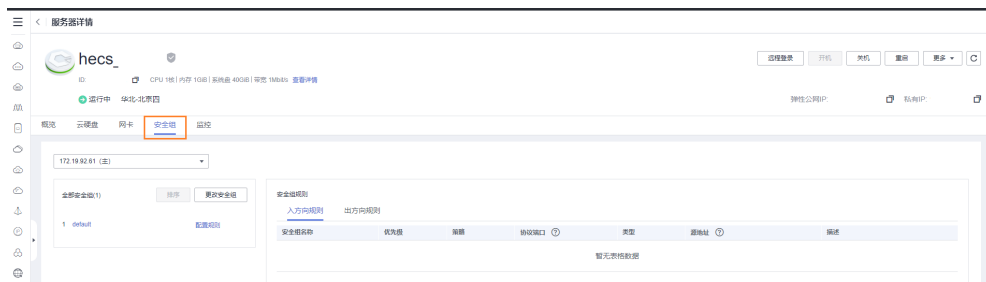 服务器详情
hecs_
远程登录 开机 关机 重启 更多
ID: CPU 1核 | 内存 1GiB | 系统盘 40GiB | 带宽 1Mbit/s 查看详情
运行中 华北-北京四
弹性公网IP: 私有IP:
概览 云硬盘 网卡 安全组 监控
172.19.92.61 (主)
全部安全组(1) 排序 更改安全组
1 default 配置规则
安全组规则
入方向规则 出方向规则
安全组名称 优先级 策略 协议端口 ? 类型 源地址 ? 描述
暂无表格数据